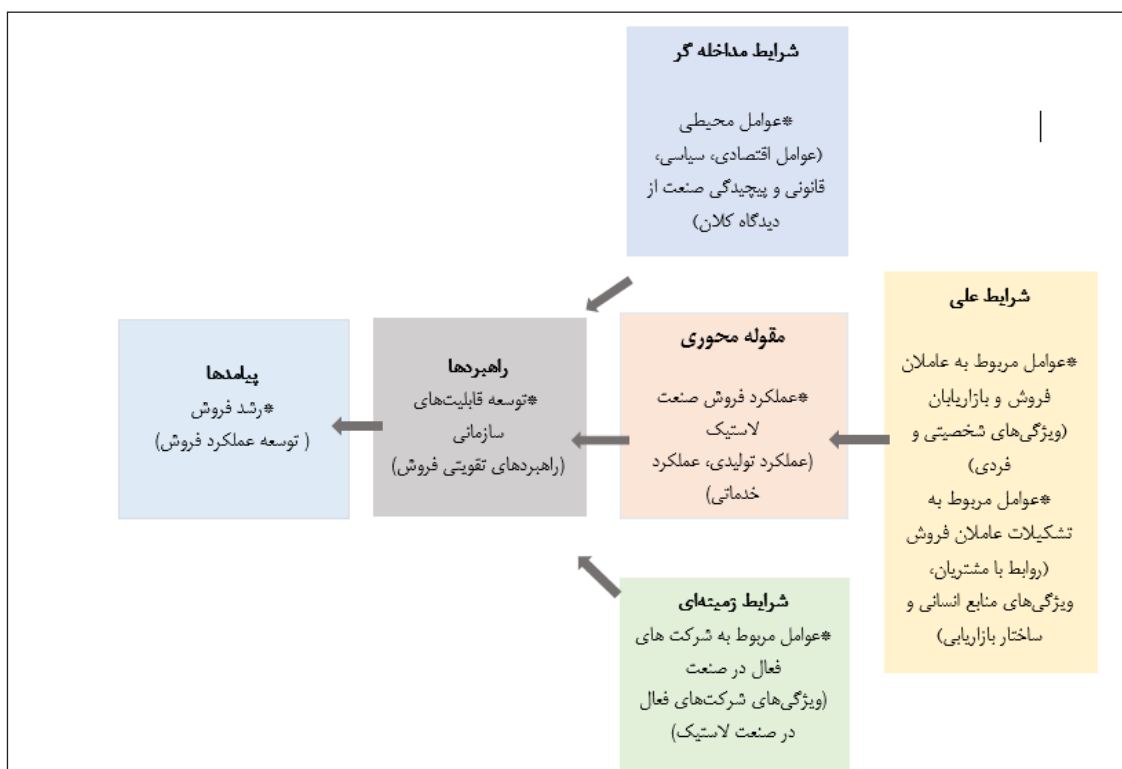 شرایط مداخله گر
*عوامل محیطی
(عوامل اقتصادی، سیاسی،
قانونی و پیچیدگی صنعت از
دیدگاه کلان)
شرایط علی
*عوامل مربوط به عاملان
فروش و بازاریابان
(ویژگی‌های شخصیتی و
فردی)
*عوامل مربوط به
تشکیلات عاملان فروش
(روابط با مشتریان،
ویژگی‌های منابع انسانی و
ساختار بازاریابی)
مقوله محوری
*عملکرد فروش صنعت
لاستیک
(عملکرد تولیدی، عملکرد
خدماتی)
راهبردها
*توسعه قابلیت‌های
سازمانی
(راهبردهای تقویتی فروش)
پیامدها
*رشد فروش
( توسعه عملکرد فروش)
شرایط زمینه‌ای
*عوامل مربوط به شرکت های
فعال در صنعت
(ویژگی‌های شرکت‌های فعال
در صنعت لاستیک)